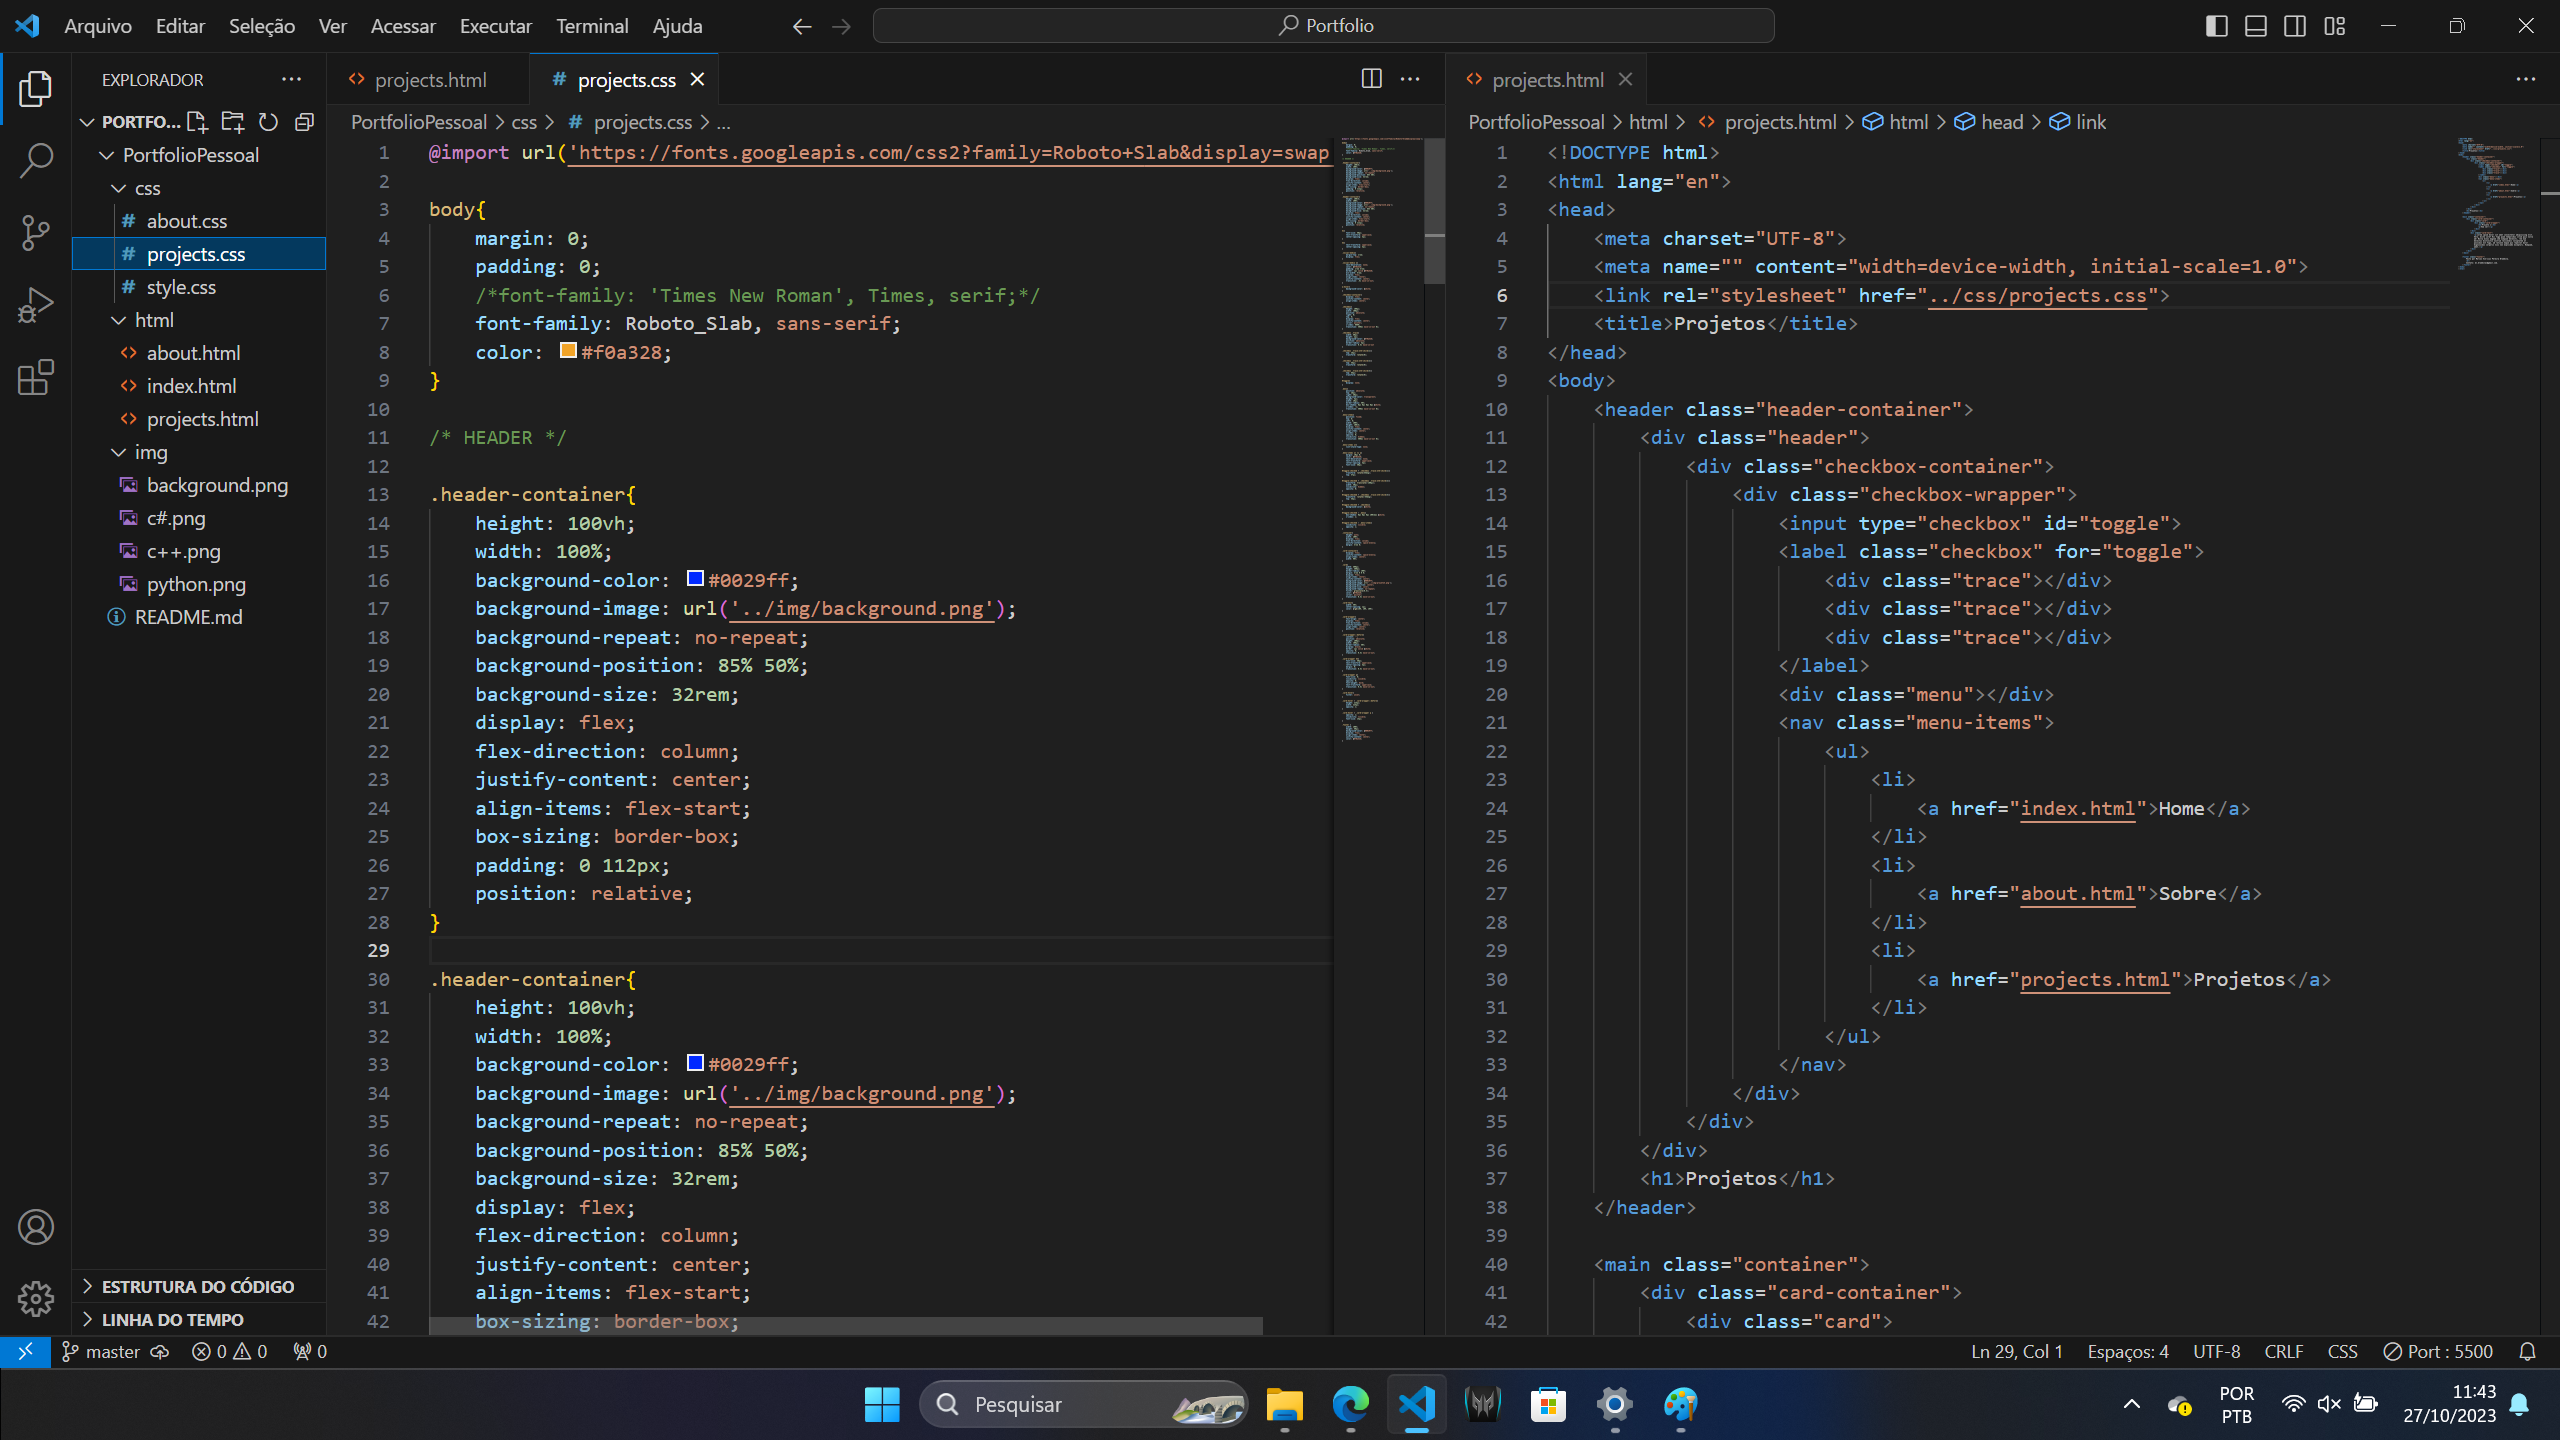 Arquivo Editar Seleção Ver Acessar Executar Terminal Ajuda
Portfolio
EXPLORADOR
PORTFO...
PortfolioPessoal
css
about.css
projects.css
style.css
html
about.html
index.html
projects.html
img
background.png
c#.png
c++.png
python.png
README.md
ESTRUTURA DO CÓDIGO
LINHA DO TEMPO
projects.html
# projects.css
PortfolioPessoal > css > # projects.css > ...
1 @import url('https://fonts.googleapis.com/css2?family=Roboto+Slab&display=swap
2
3 body{
4 margin: 0;
5 padding: 0;
6 /*font-family: 'Times New Roman', Times, serif;*/
7 font-family: Roboto_Slab, sans-serif;
8 color: #f0a328;
9 }
10
11 /* HEADER */
12
13 .header-container{
14 height: 100vh;
15 width: 100%;
16 background-color: #0029ff;
17 background-image: url('../img/background.png');
18 background-repeat: no-repeat;
19 background-position: 85% 50%;
20 background-size: 32rem;
21 display: flex;
22 flex-direction: column;
23 justify-content: center;
24 align-items: flex-start;
25 box-sizing: border-box;
26 padding: 0 112px;
27 position: relative;
28 }
29
30 .header-container{
31 height: 100vh;
32 width: 100%;
33 background-color: #0029ff;
34 background-image: url('../img/background.png');
35 background-repeat: no-repeat;
36 background-position: 85% 50%;
37 background-size: 32rem;
38 display: flex;
39 flex-direction: column;
40 justify-content: center;
41 align-items: flex-start;
42 box-sizing: border-box;
projects.html
PortfolioPessoal > html > projects.html > html > head > link
1 <!DOCTYPE html>
2 <html lang="en">
3 <head>
4 <meta charset="UTF-8">
5 <meta name="" content="width=device-width, initial-scale=1.0">
6 <link rel="stylesheet" href="../css/projects.css">
7 <title>Projetos</title>
8 </head>
9 <body>
10 <header class="header-container">
11 <div class="header">
12 <div class="checkbox-container">
13 <div class="checkbox-wrapper">
14 <input type="checkbox" id="toggle">
15 <label class="checkbox" for="toggle">
16 <div class="trace"></div>
17 <div class="trace"></div>
18 <div class="trace"></div>
19 </label>
20 <div class="menu"></div>
21 <nav class="menu-items">
22 <ul>
23 <li>
24 <a href="index.html">Home</a>
25 </li>
26 <li>
27 <a href="about.html">Sobre</a>
28 </li>
29 <li>
30 <a href="projects.html">Projetos</a>
31 </li>
32 </ul>
33 </nav>
34 </div>
35 </div>
36 </div>
37 <h1>Projetos</h1>
38 </header>
39
40 <main class="container">
41 <div class="card-container">
42 <div class="card">
master 0 0 0
Ln 29, Col 1 Espaços: 4 UTF-8 CRLF CSS Port : 5500
Pesquisar
POR
PTB
11:43
27/10/2023